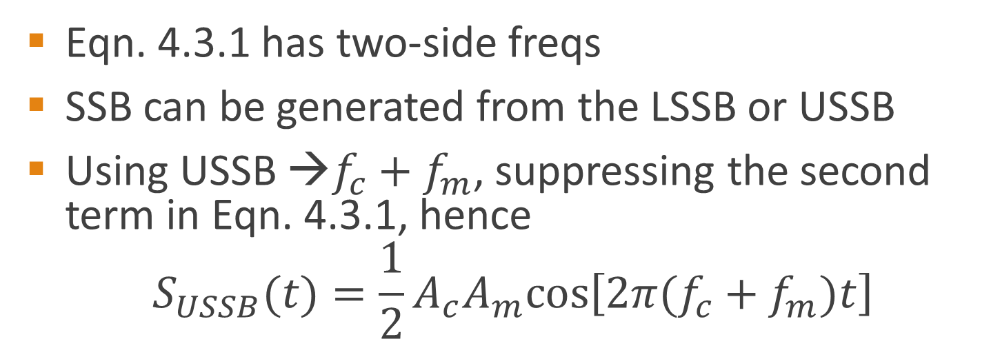 ▪ Eqn. 4.3.1 has two-side freqs
▪ SSB can be generated from the LSSB or USSB
▪ Using USSB →f_c + f_m, suppressing the second
term in Eqn. 4.3.1, hence
S_{USSB}(t) = \frac{1}{2} A_c A_m cos[2π(f_c + f_m)t]